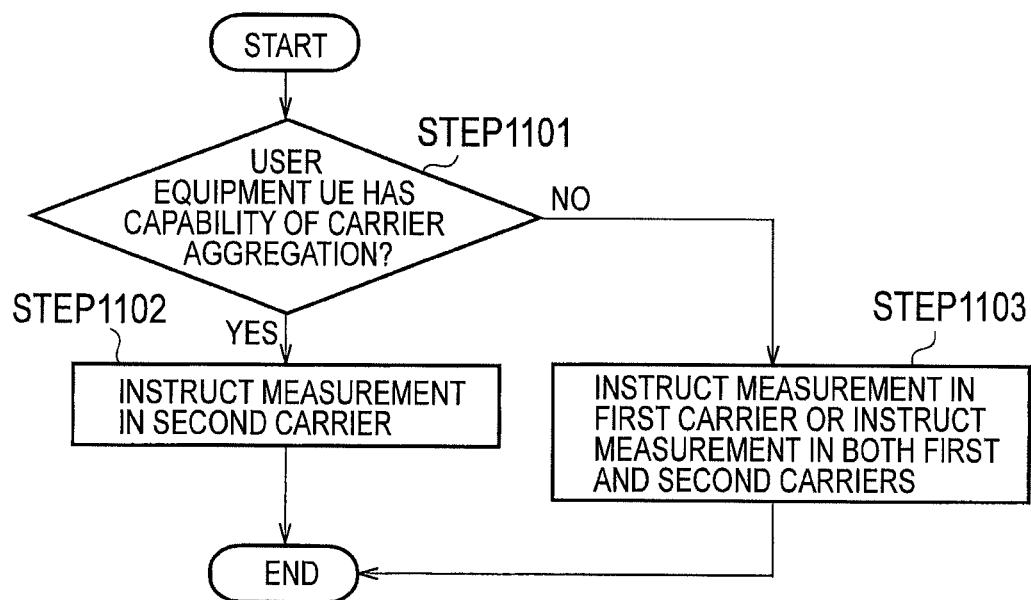 START
STEP1101
USER
EQUIPMENT UE HAS
CAPABILITY OF CARRIER
AGGREGATION?
NO
STEP1102
YES
STEP1103
INSTRUCT MEASUREMENT
IN SECOND CARRIER
INSTRUCT MEASUREMENT IN
FIRST CARRIER OR INSTRUCT
MEASUREMENT IN BOTH FIRST
AND SECOND CARRIERS
END